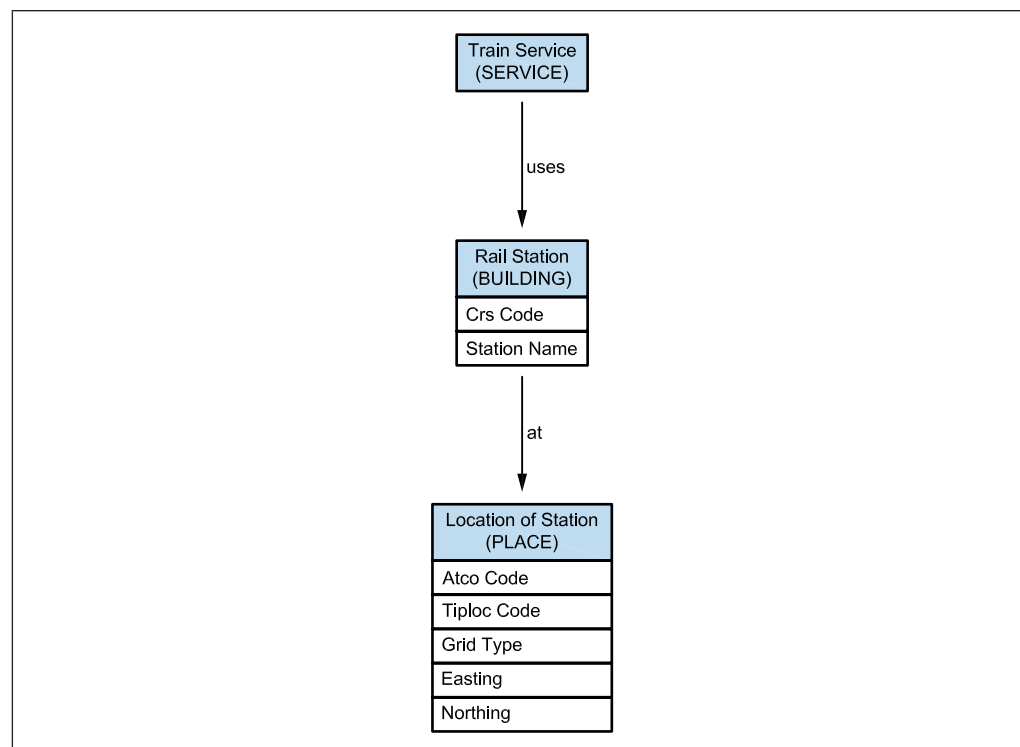 Train Service
(SERVICE)
uses
Rail Station
(BUILDING)
Crs Code
Station Name
at
Location of Station
(PLACE)
Atco Code
Tiploc Code
Grid Type
Easting
Northing